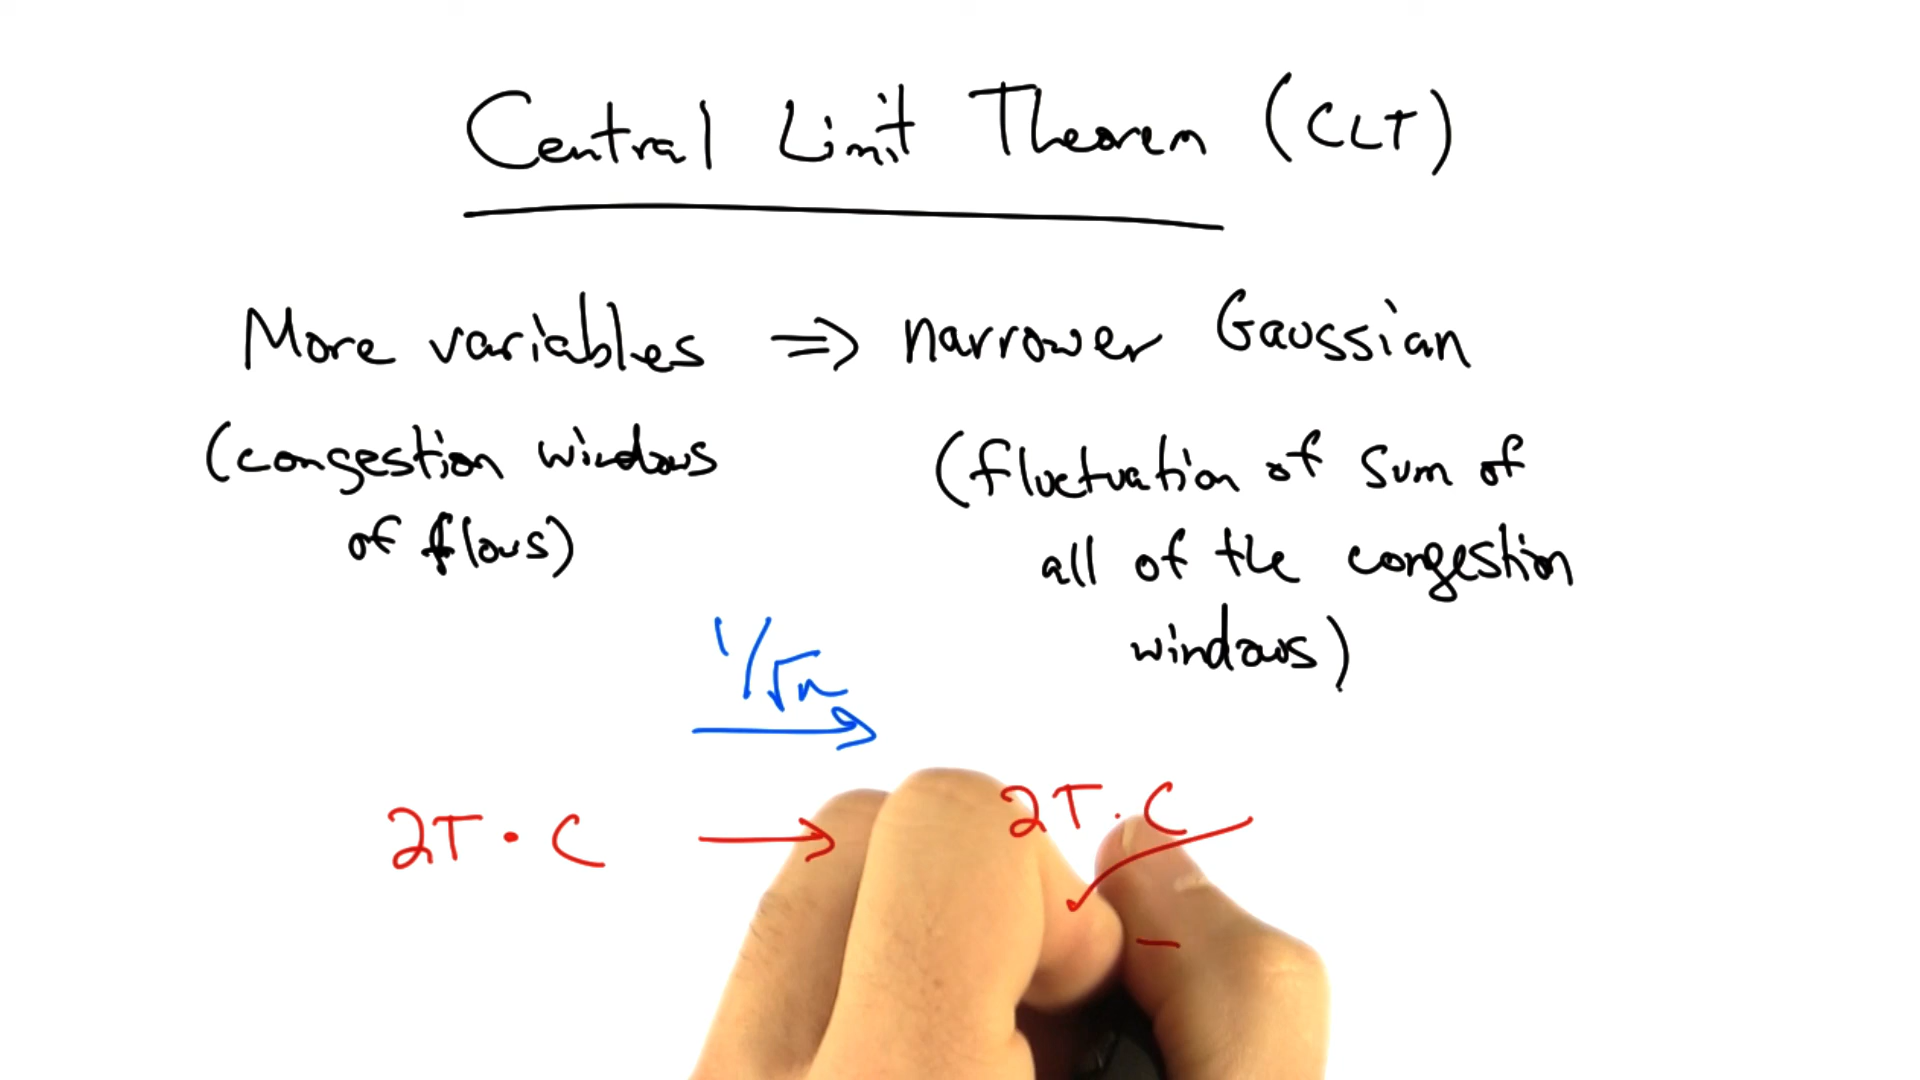 Central Limit Theorem (CLT)
More variables ⇒ narrower Gaussian
(congestion windows
of flows)
(fluctuation of sum of
all of the congestion
windows)
1/√n
→
2T · C → 2T · C